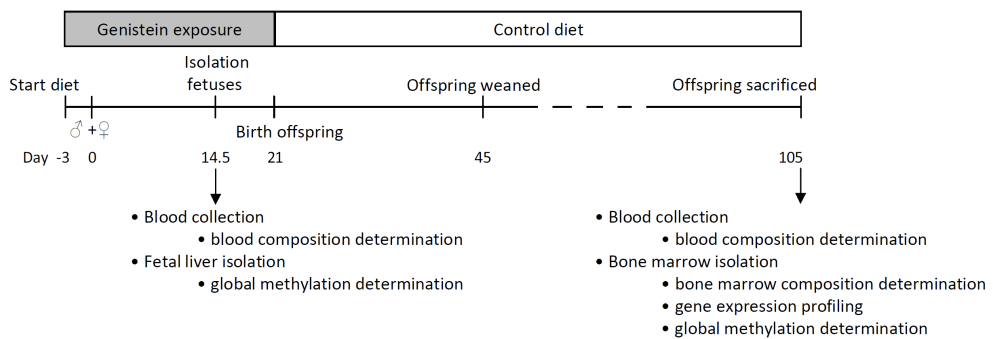 Genistein exposure
Control diet
Isolation
fetuses
Start diet
Offspring weaned
Offspring sacrificed
♂ + ♀
Birth offspring
Day -3 0 14.5 21 45 105
• Blood collection
• blood composition determination
• Fetal liver isolation
• global methylation determination
• Blood collection
• blood composition determination
• Bone marrow isolation
• bone marrow composition determination
• gene expression profiling
• global methylation determination